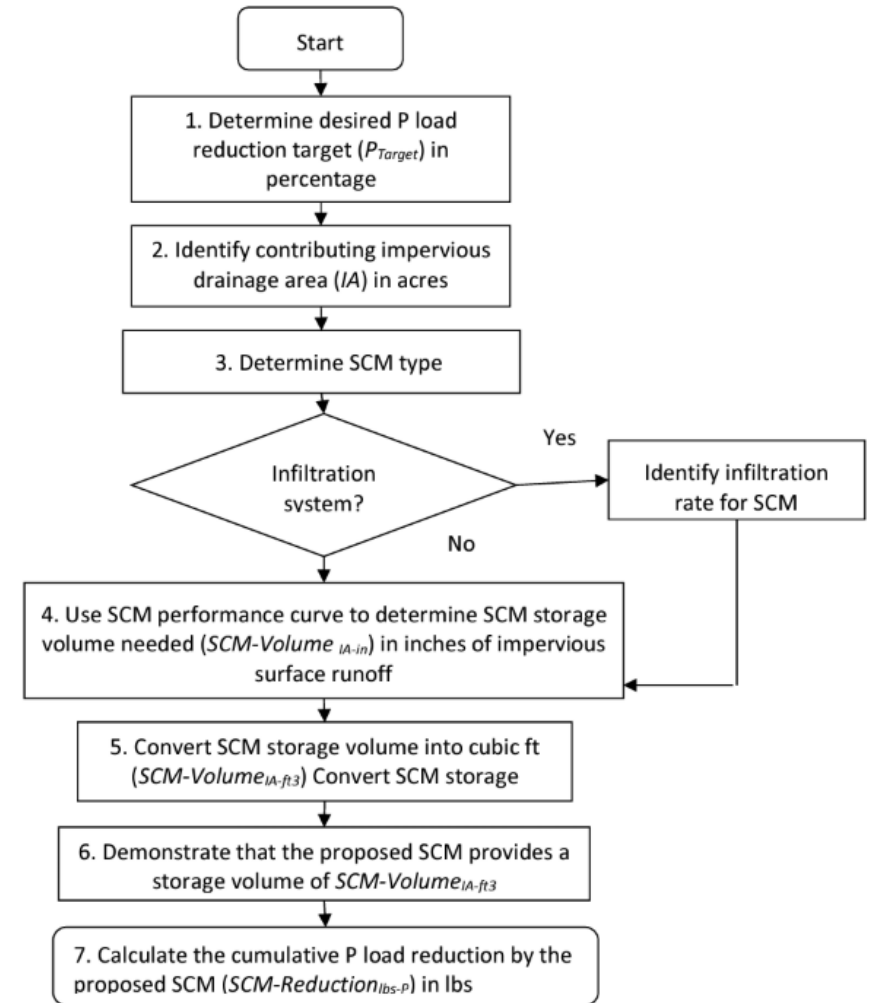 Start
1. Determine desired P load
reduction target (PTarget) in
percentage
2. Identify contributing impervious
drainage area (IA) in acres
3. Determine SCM type
Infiltration
system?
Yes
Identify infiltration
rate for SCM
No
4. Use SCM performance curve to determine SCM storage
volume needed (SCM-Volume IA-in) in inches of impervious
surface runoff
5. Convert SCM storage volume into cubic ft
(SCM-VolumeIA-ft3) Convert SCM storage
6. Demonstrate that the proposed SCM provides a
storage volume of SCM-VolumeIA-ft3
7. Calculate the cumulative P load reduction by the
proposed SCM (SCM-Reductionlbs-P) in lbs